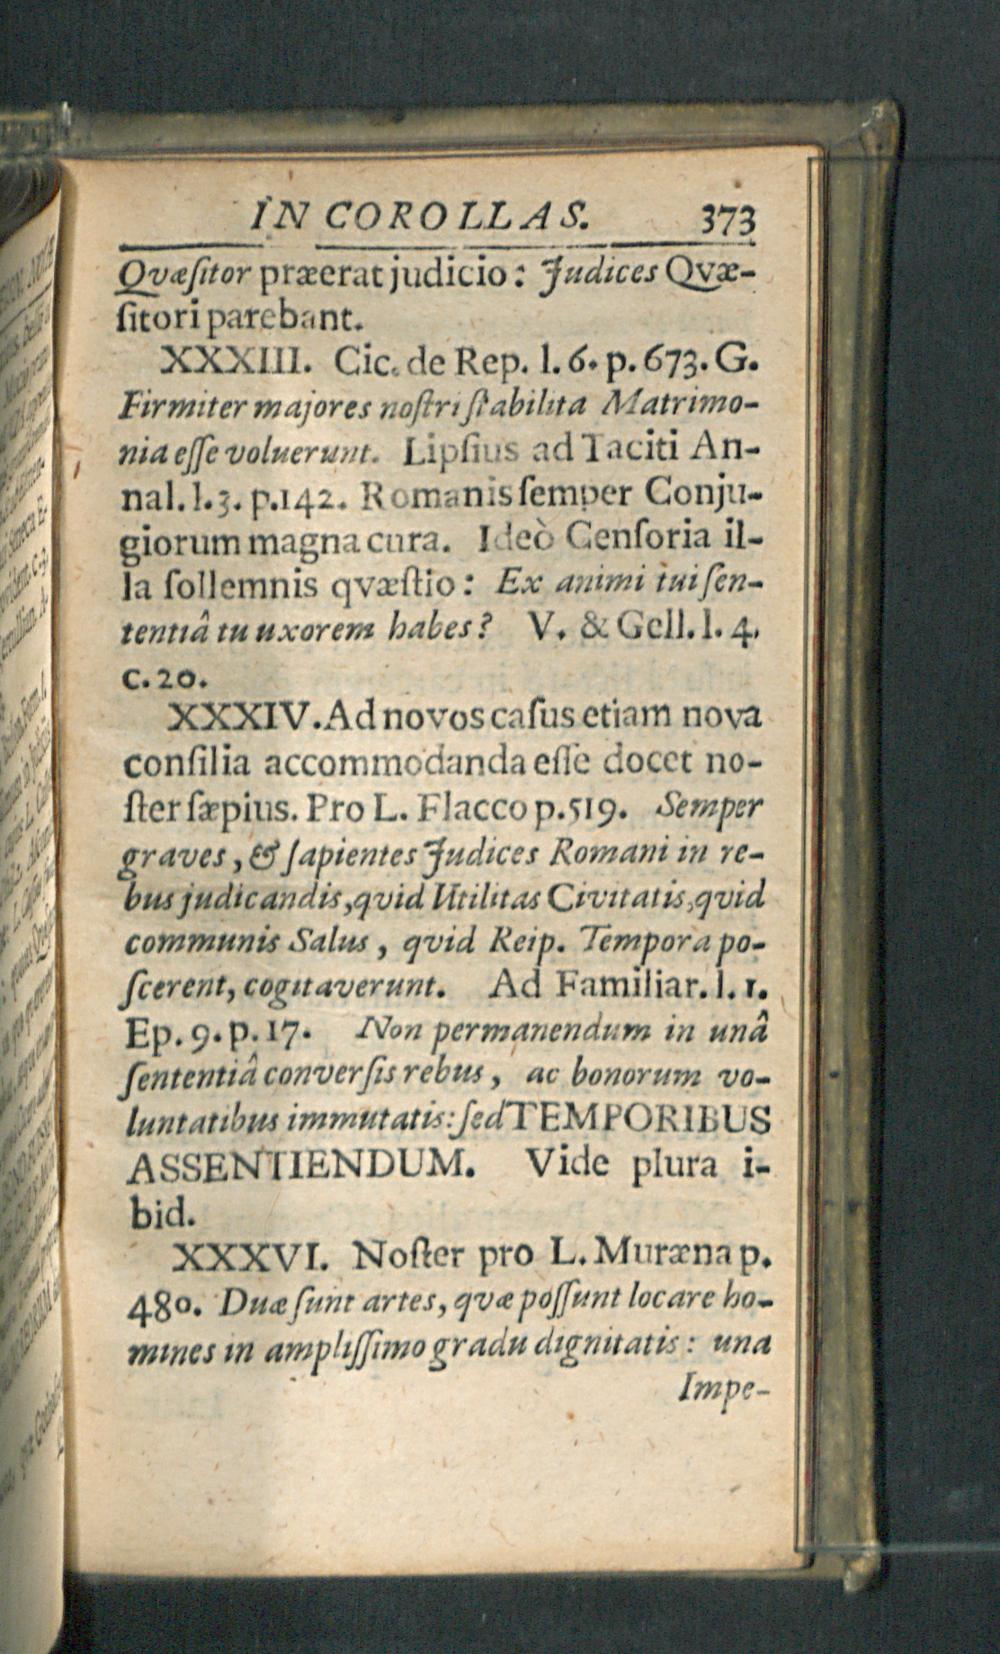 IN COROLLAS. 373
Qvæſitor præerat judicio: Judices Qvæ-
ſitori parebant.
XXXIII. Cic. de Rep. l. 6. p. 673. G.
Firmiter majores noſtri ſtabilita Matrimo-
nia eſſe voluerunt. Lipſius ad Taciti An-
nal. l. 3. p. 142. Romanis ſemper Conju-
giorum magna cura. Ideò Cenſoria il-
la ſollemnis qvæſtio: Ex animi tui ſen-
tentiâ tu uxorem habes? V. & Gell. l. 4.
c. 20.
XXXIV. Ad novos caſus etiam nova
conſilia accommodanda eſſe docet no-
ſter ſæpius. Pro L. Flacco p. 519. Semper
graves, & ſapientes Judices Romani in re-
bus judicandis, qvid Utilitas Civitatis, qvid
communis Salus, qvid Reip. Tempora po-
ſcerent, cogitaverunt. Ad Familiar. l. 1.
Ep. 9. p. 17. Non permanendum in unâ
ſententiâ converſis rebus, ac bonorum vo-
luntatibus immutatis: ſed TEMPORIBUS
ASSENTIENDUM. Vide plura i-
bid.
XXXVI. Noſter pro L. Muræna p.
480. Duæ ſunt artes, qvæ poſſunt locare ho-
mines in ampliſſimo gradu dignitatis: una
Impe-